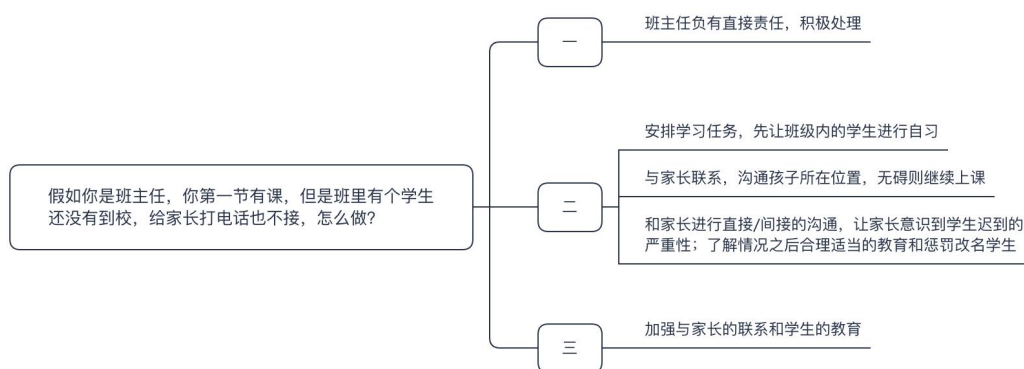 假如你是班主任，你第一节有课，但是班里有个学生
还没有到校，给家长打电话也不接，怎么做?
一
班主任负有直接责任，积极处理
二
安排学习任务，先让班级内的学生进行自习
与家长联系，沟通孩子所在位置，无碍则继续上课
和家长进行直接/间接的沟通，让家长意识到学生迟到的
严重性；了解情况之后合理适当的教育和惩罚改名学生
三
加强与家长的联系和学生的教育